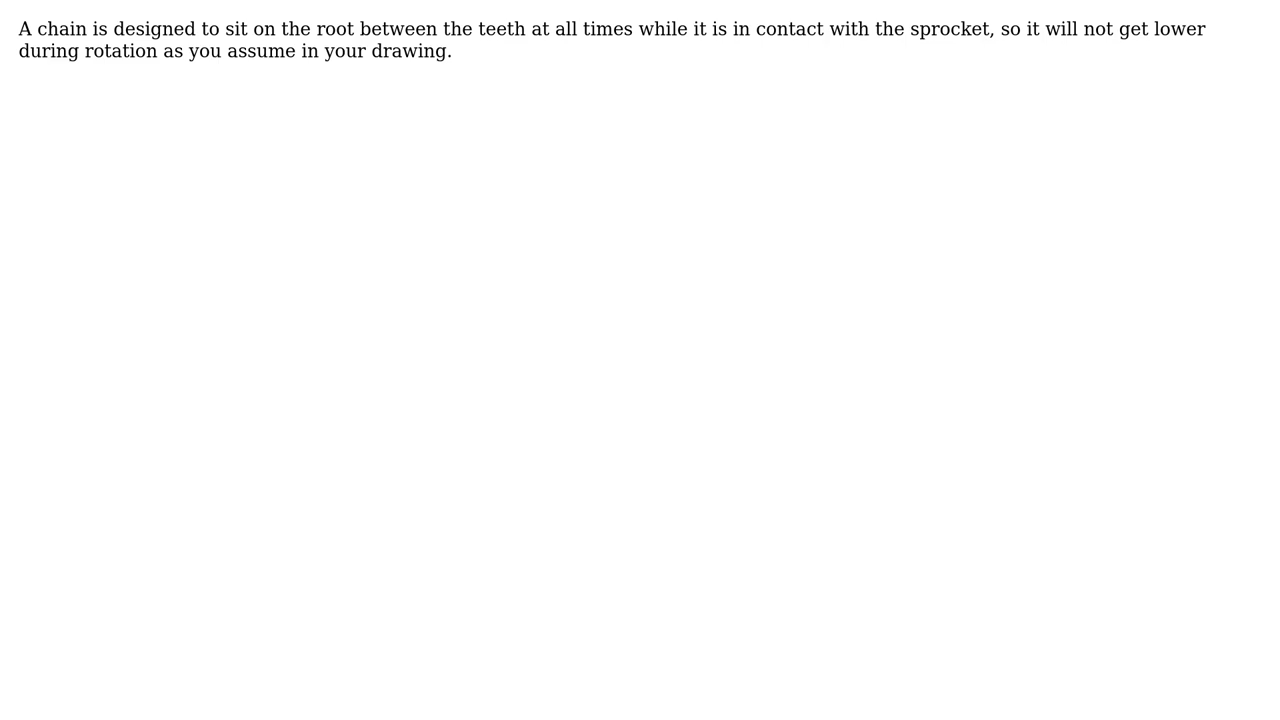 A chain is designed to sit on the root between the teeth at all times while it is in contact with the sprocket, so it will not get lower
during rotation as you assume in your drawing.